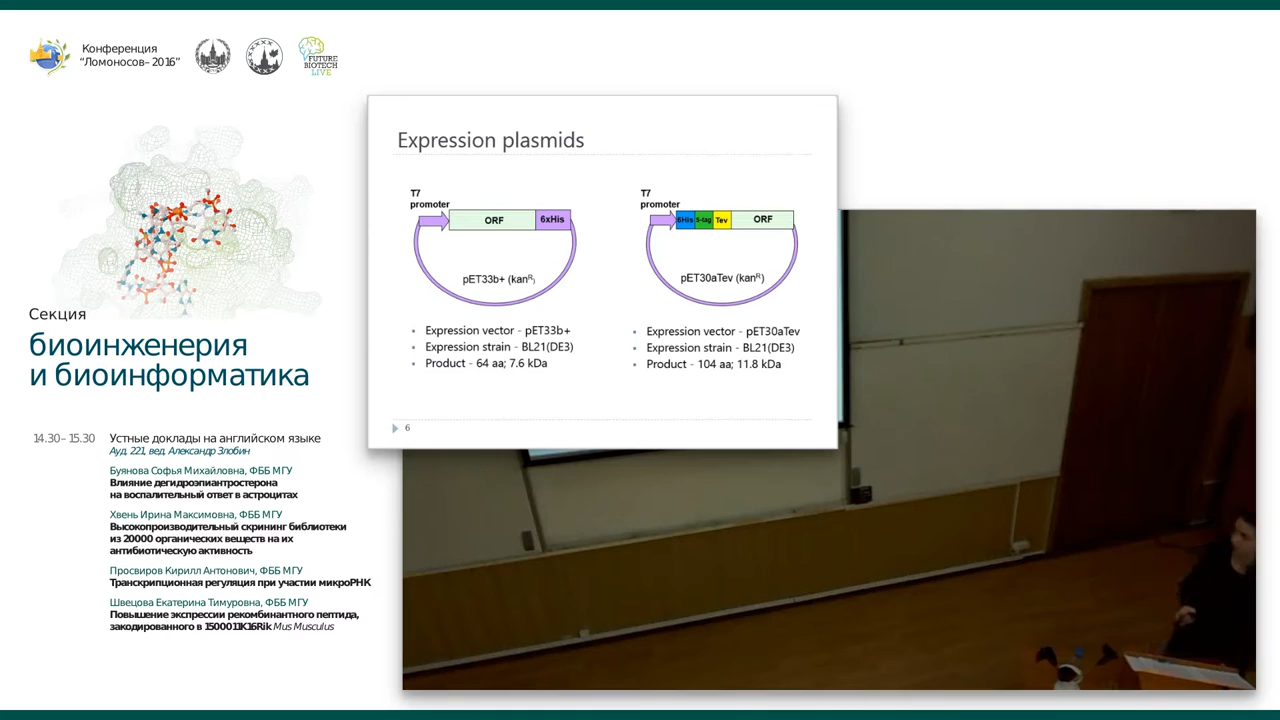 Конференция
“Ломоносов– 2016”
FUTURE
BIOTECH
LIVE
Expression plasmids
T7
promoter
ORF
6xHis
pET33b+ (kanR)
T7
promoter
6His
S-tag
Tev
ORF
pET30aTev (kanR)
Expression vector - pET33b+
Expression strain - BL21(DE3)
Product - 64 aa; 7.6 kDa
Expression vector - pET30aTev
Expression strain - BL21(DE3)
Product - 104 aa; 11.8 kDa
6
Секция
биоинженерия
и биоинформатика
14.30– 15.30 Устные доклады на английском языке
Ауд. 221, вед. Александр Злобин
Буянова Софья Михайловна, ФББ МГУ
Влияние дегидроэпиантростерона
на воспалительный ответ в астроцитах
Хвень Ирина Максимовна, ФББ МГУ
Высокопроизводительный скрининг библиотеки
из 20000 органических веществ на их
антибиотическую активность
Просвиров Кирилл Антонович, ФББ МГУ
Транскрипционная регуляция при участии микроРНК
Швецова Екатерина Тимуровна, ФББ МГУ
Повышение экспрессии рекомбинантного пептида,
закодированного в 1500011K16Rik Mus Musculus